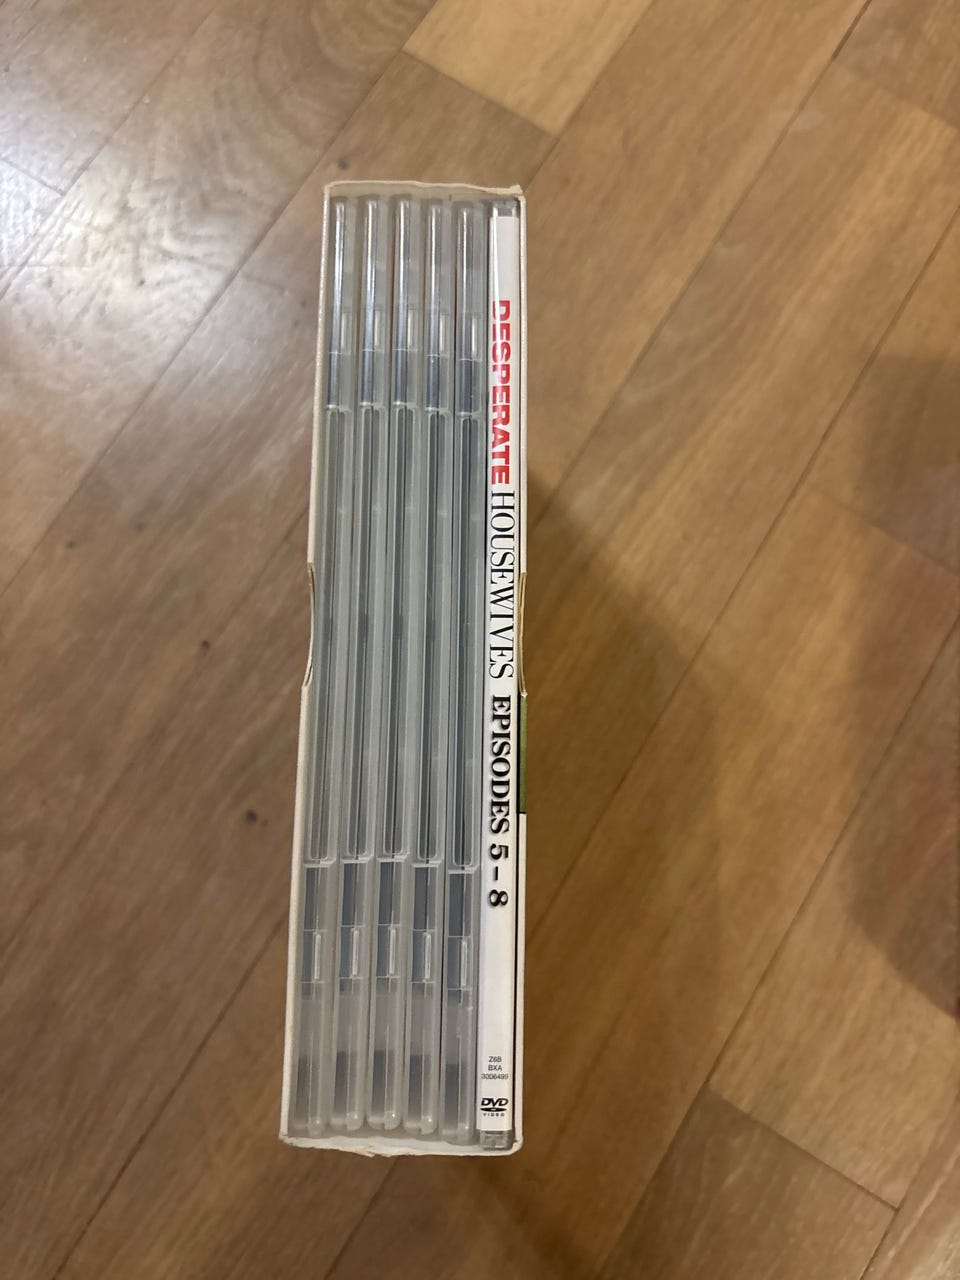 DESPERATE HOUSEWIVES EPISODES 5 – 8
Z6B
BXA
3006499
DVD
VIDEO